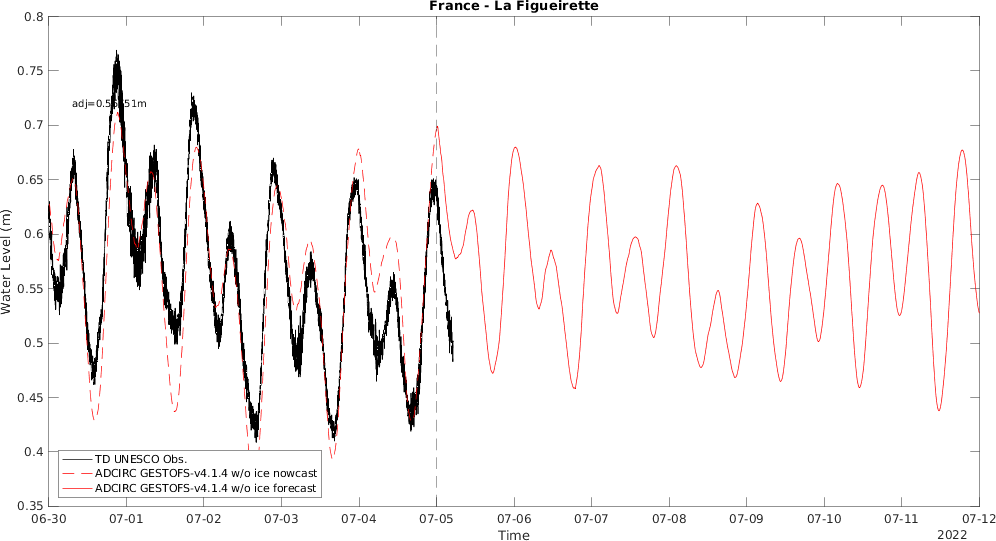 France - La Figueirette
0.8
0.75
0.7
0.65
0.6
0.55
0.5
0.45
0.4
0.35
Water Level (m)
TD UNESCO Obs.
ADCIRC GESTOFS-v4.1.4 w/o ice nowcast
ADCIRC GESTOFS-v4.1.4 w/o ice forecast
06-30 07-01 07-02 07-03 07-04 07-05 07-06 07-07 07-08 07-09 07-10 07-11 07-12
Time
2022